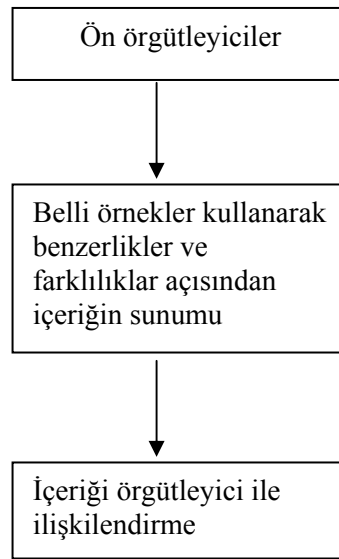 Ön örgütleyiciler
Belli örnekler kullanarak
benzerlikler ve
farklılıklar açısından
içeriğin sunumu
İçeriği örgütleyici ile
ilişkilendirme